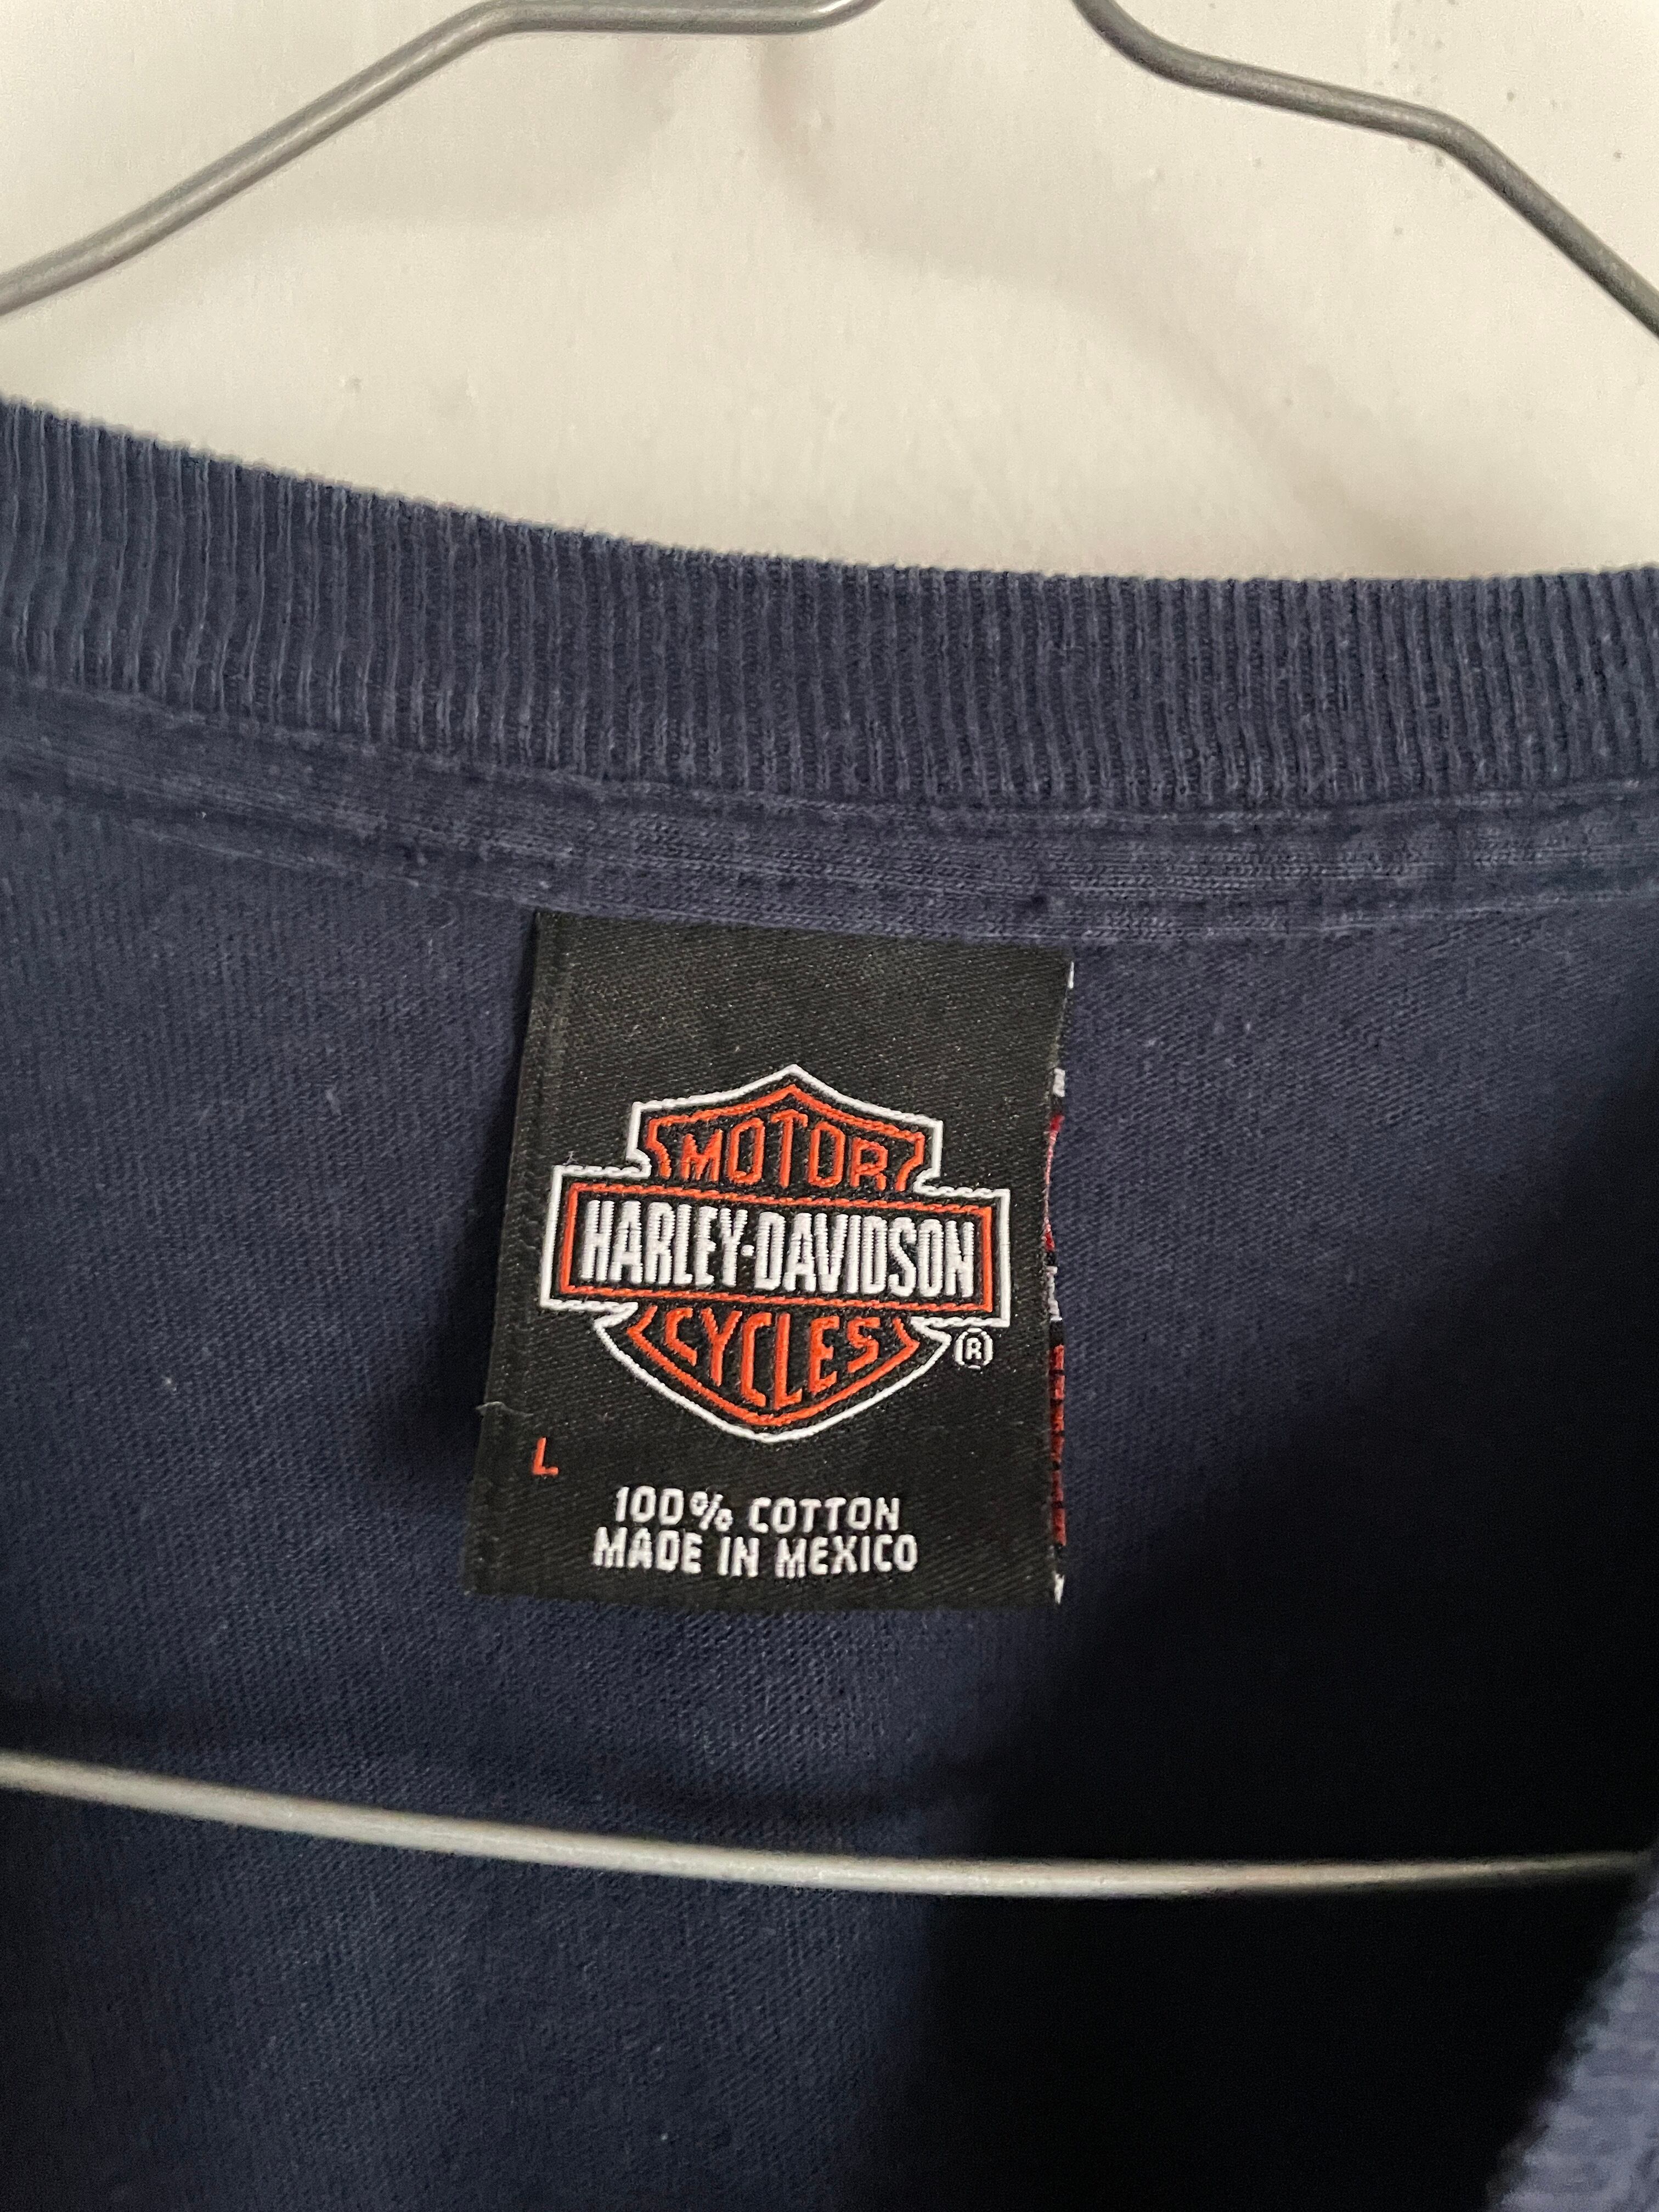 MOTOR
HARLEY-DAVIDSON
CYCLES
®
L
100% COTTON
MADE IN MEXICO